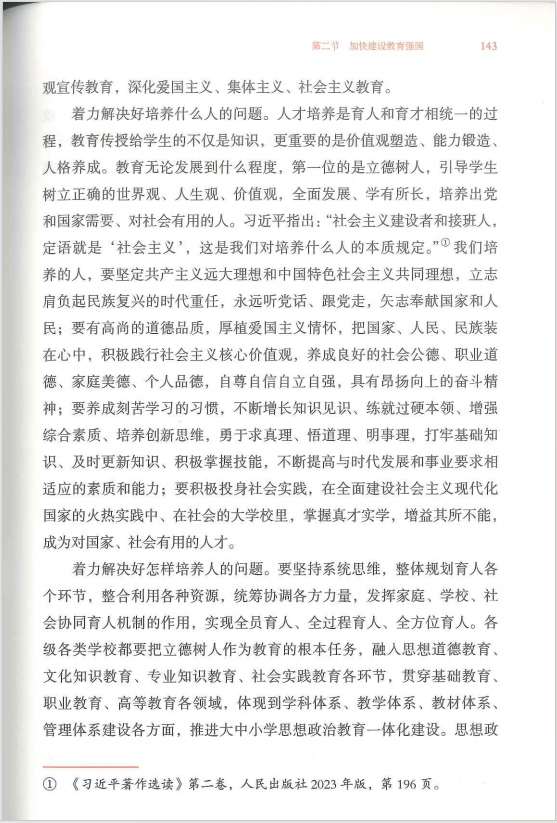 第二节 加快建设教育强国 143
观宣传教育，深化爱国主义、集体主义、社会主义教育。
着力解决好培养什么人的问题。人才培养是育人和育才相统一的过
程，教育传授给学生的不仅是知识，更重要的是价值观塑造、能力锻造、
人格养成。教育无论发展到什么程度，第一位的是立德树人，引导学生
树立正确的世界观、人生观、价值观，全面发展、学有所长，培养出党
和国家需要、对社会有用的人。习近平指出：“社会主义建设者和接班人，
定语就是‘社会主义’，这是我们对培养什么人的本质规定。”①我们培
养的人，要坚定共产主义远大理想和中国特色社会主义共同理想，立志
肩负起民族复兴的时代重任，永远听党话、跟党走，矢志奉献国家和人
民；要有高尚的道德品质，厚植爱国主义情怀，把国家、人民、民族装
在心中，积极践行社会主义核心价值观，养成良好的社会公德、职业道
德、家庭美德、个人品德，自尊自信自立自强，具有昂扬向上的奋斗精
神；要养成刻苦学习的习惯，不断增长知识见识、练就过硬本领、增强
综合素质、培养创新思维，勇于求真理、悟道理、明事理，打牢基础知
识、及时更新知识、积极掌握技能，不断提高与时代发展和事业要求相
适应的素质和能力；要积极投身社会实践，在全面建设社会主义现代化
国家的火热实践中、在社会的大学校里，掌握真才实学，增益其所不能，
成为对国家、社会有用的人才。
着力解决好怎样培养人的问题。要坚持系统思维，整体规划育人各
个环节，整合利用各种资源，统筹协调各方力量，发挥家庭、学校、社
会协同育人机制的作用，实现全员育人、全过程育人、全方位育人。各
级各类学校都要把立德树人作为教育的根本任务，融入思想道德教育、
文化知识教育、专业知识教育、社会实践教育各环节，贯穿基础教育、
职业教育、高等教育各领域，体现到学科体系、教学体系、教材体系、
管理体系建设各方面，推进大中小学思想政治教育一体化建设。思想政
① 《习近平著作选读》第二卷，人民出版社2023年版，第196页。